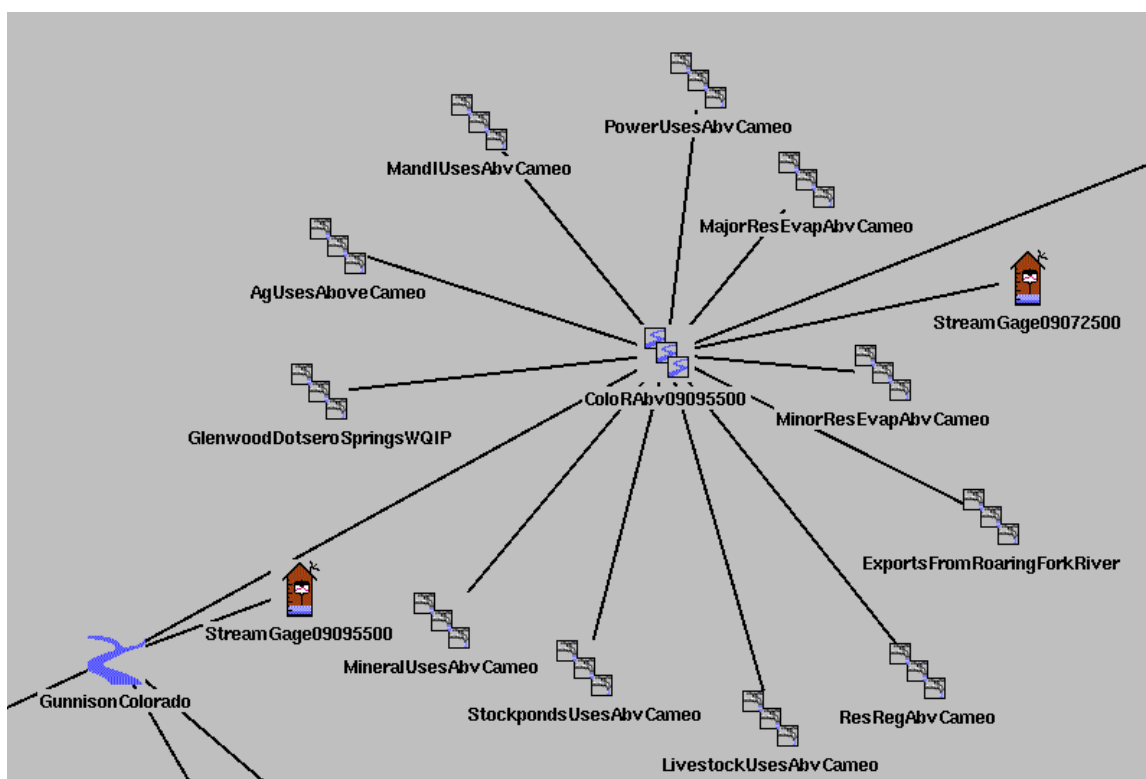 PowerUsesAbvCameo
MandIUsesAbvCameo
MajorResEvapAbvCameo
AgUsesAboveCameo
StreamGage09072500
ColoRAbv09095500
MinorResEvapAbvCameo
GlenwoodDotseroSpringsWQIP
ExportsFromRoaringForkRiver
StreamGage09095500
MineralUsesAbvCameo
GunnisonColorado
StockpondsUsesAbvCameo
ResRegAbvCameo
LivestockUsesAbvCameo